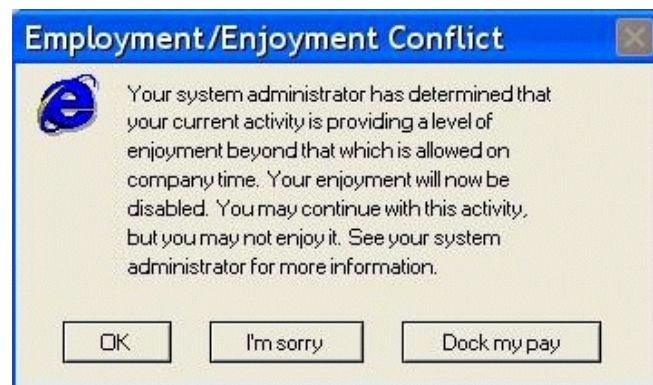 Employment/Enjoyment Conflict
Your system administrator has determined that
your current activity is providing a level of
enjoyment beyond that which is allowed on
company time. Your enjoyment will now be
disabled. You may continue with this activity,
but you may not enjoy it. See your system
administrator for more information.
OK
I'm sorry
Dock my pay